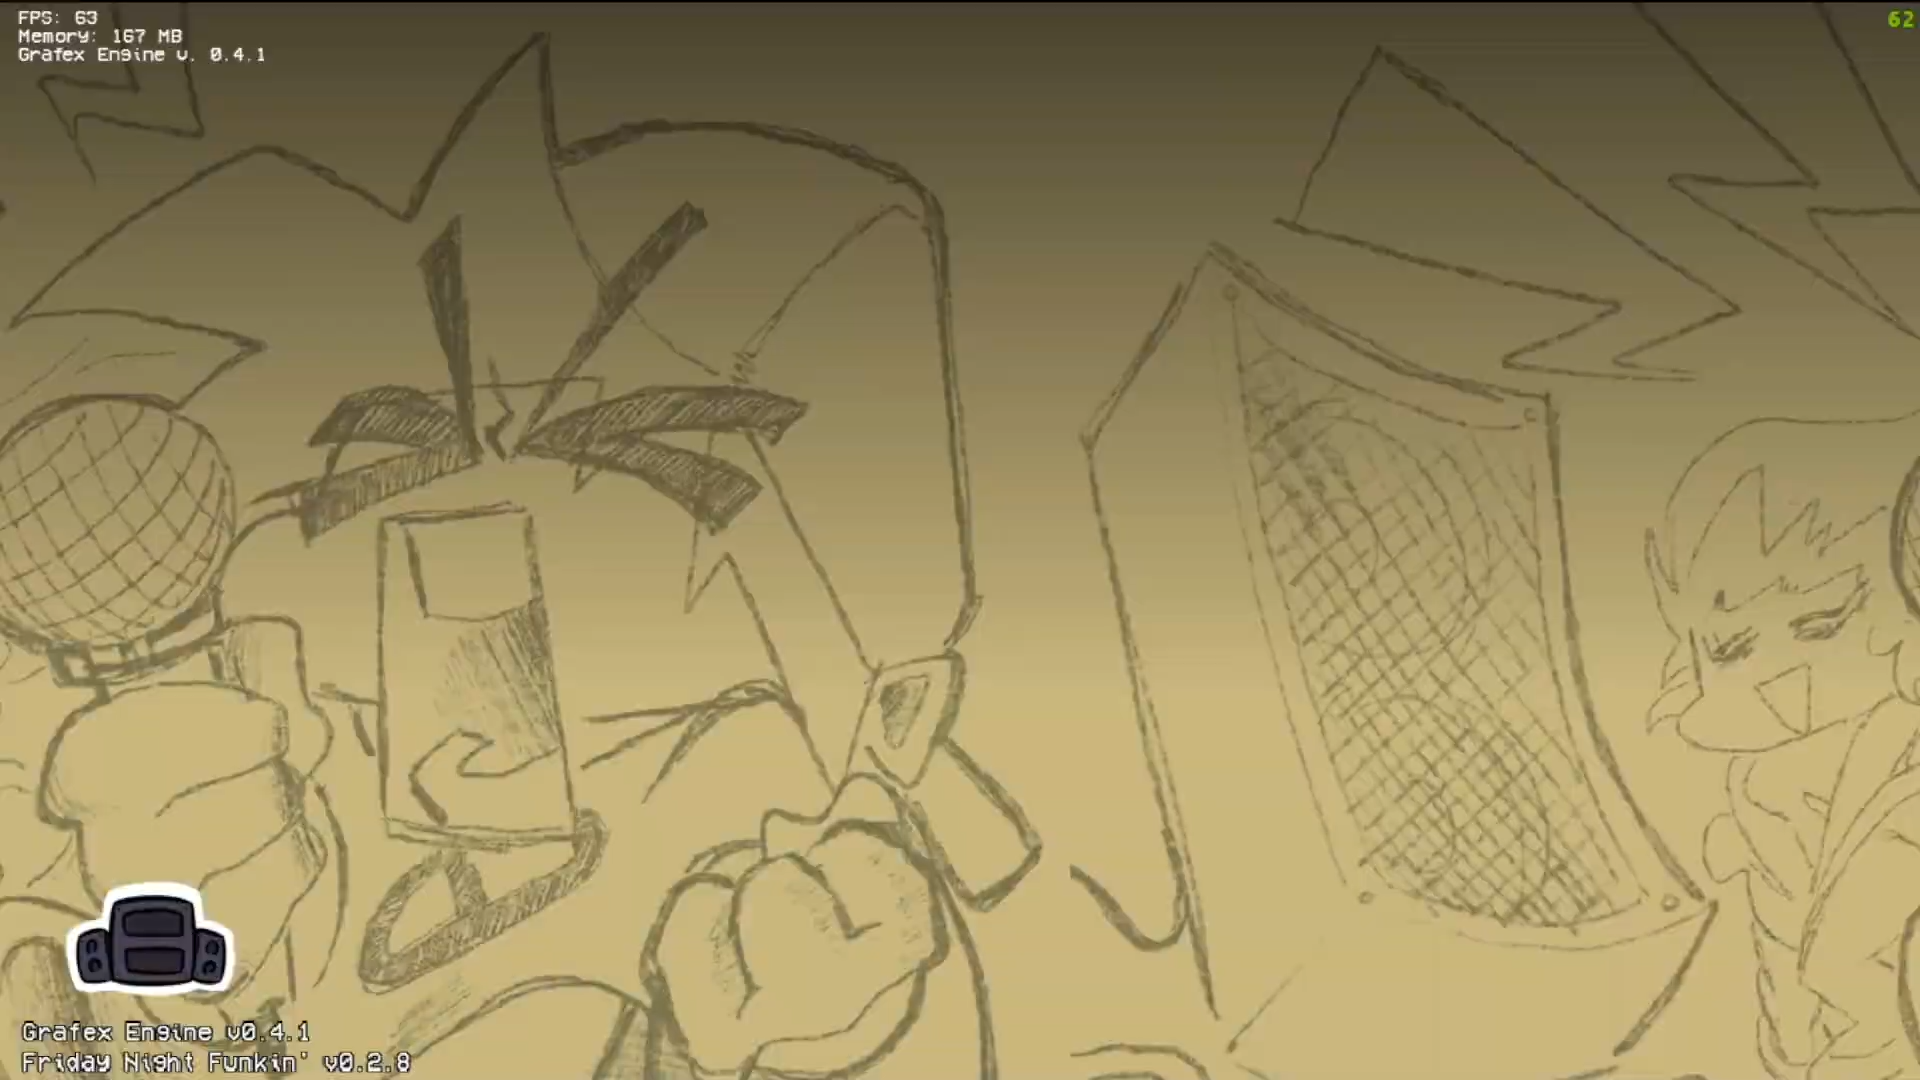 FPS: 63
Memory: 167 MB
Grafex Engine v. 0.4.1
62
Grafex Engine v0.4.1
Friday Night Funkin' v0.2.8